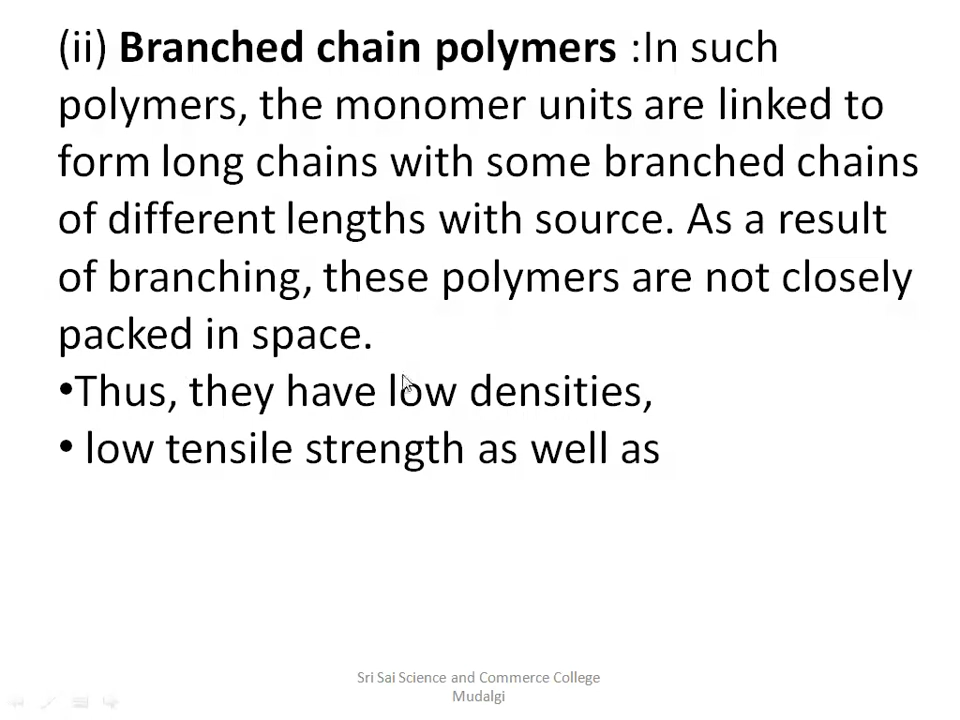 (ii) Branched chain polymers :In such
polymers, the monomer units are linked to
form long chains with some branched chains
of different lengths with source. As a result
of branching, these polymers are not closely
packed in space.
•Thus, they have low densities,
• low tensile strength as well as
Sri Sai Science and Commerce College
Mudalgi